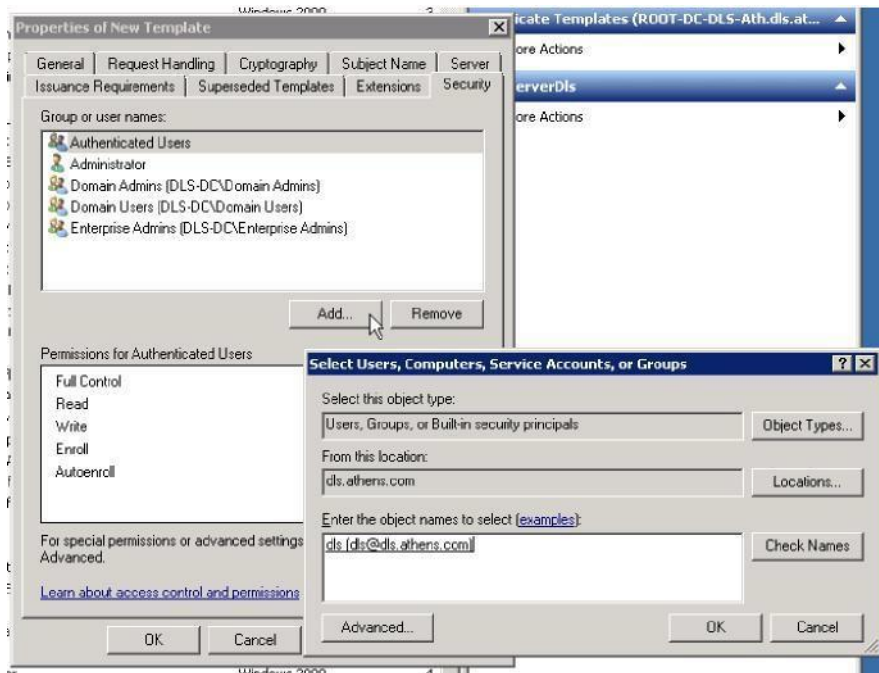 Windows 2000 3
Properties of New Template
General Request Handling Cryptography Subject Name Server
Issuance Requirements Superseded Templates Extensions Security
Group or user names:
Authenticated Users
Administrator
Domain Admins (DLS-DC\Domain Admins)
Domain Users (DLS-DC\Domain Users)
Enterprise Admins (DLS-DC\Enterprise Admins)
Add... Remove
Permissions for Authenticated Users
Full Control
Read
Write
Enroll
Autoenroll
For special permissions or advanced settings
Advanced.
Learn about access control and permissions
OK Cancel
icate Templates (ROOT-DC-DLS-Ath.dls.at...
ore Actions
erverDls
ore Actions
Select Users, Computers, Service Accounts, or Groups
Select this object type:
Users, Groups, or Built-in security principals
Object Types...
From this location:
dls.athens.com
Locations...
Enter the object names to select (examples):
dls (dls@dls.athens.com)
Check Names
Advanced... OK Cancel
Windows 2000 4